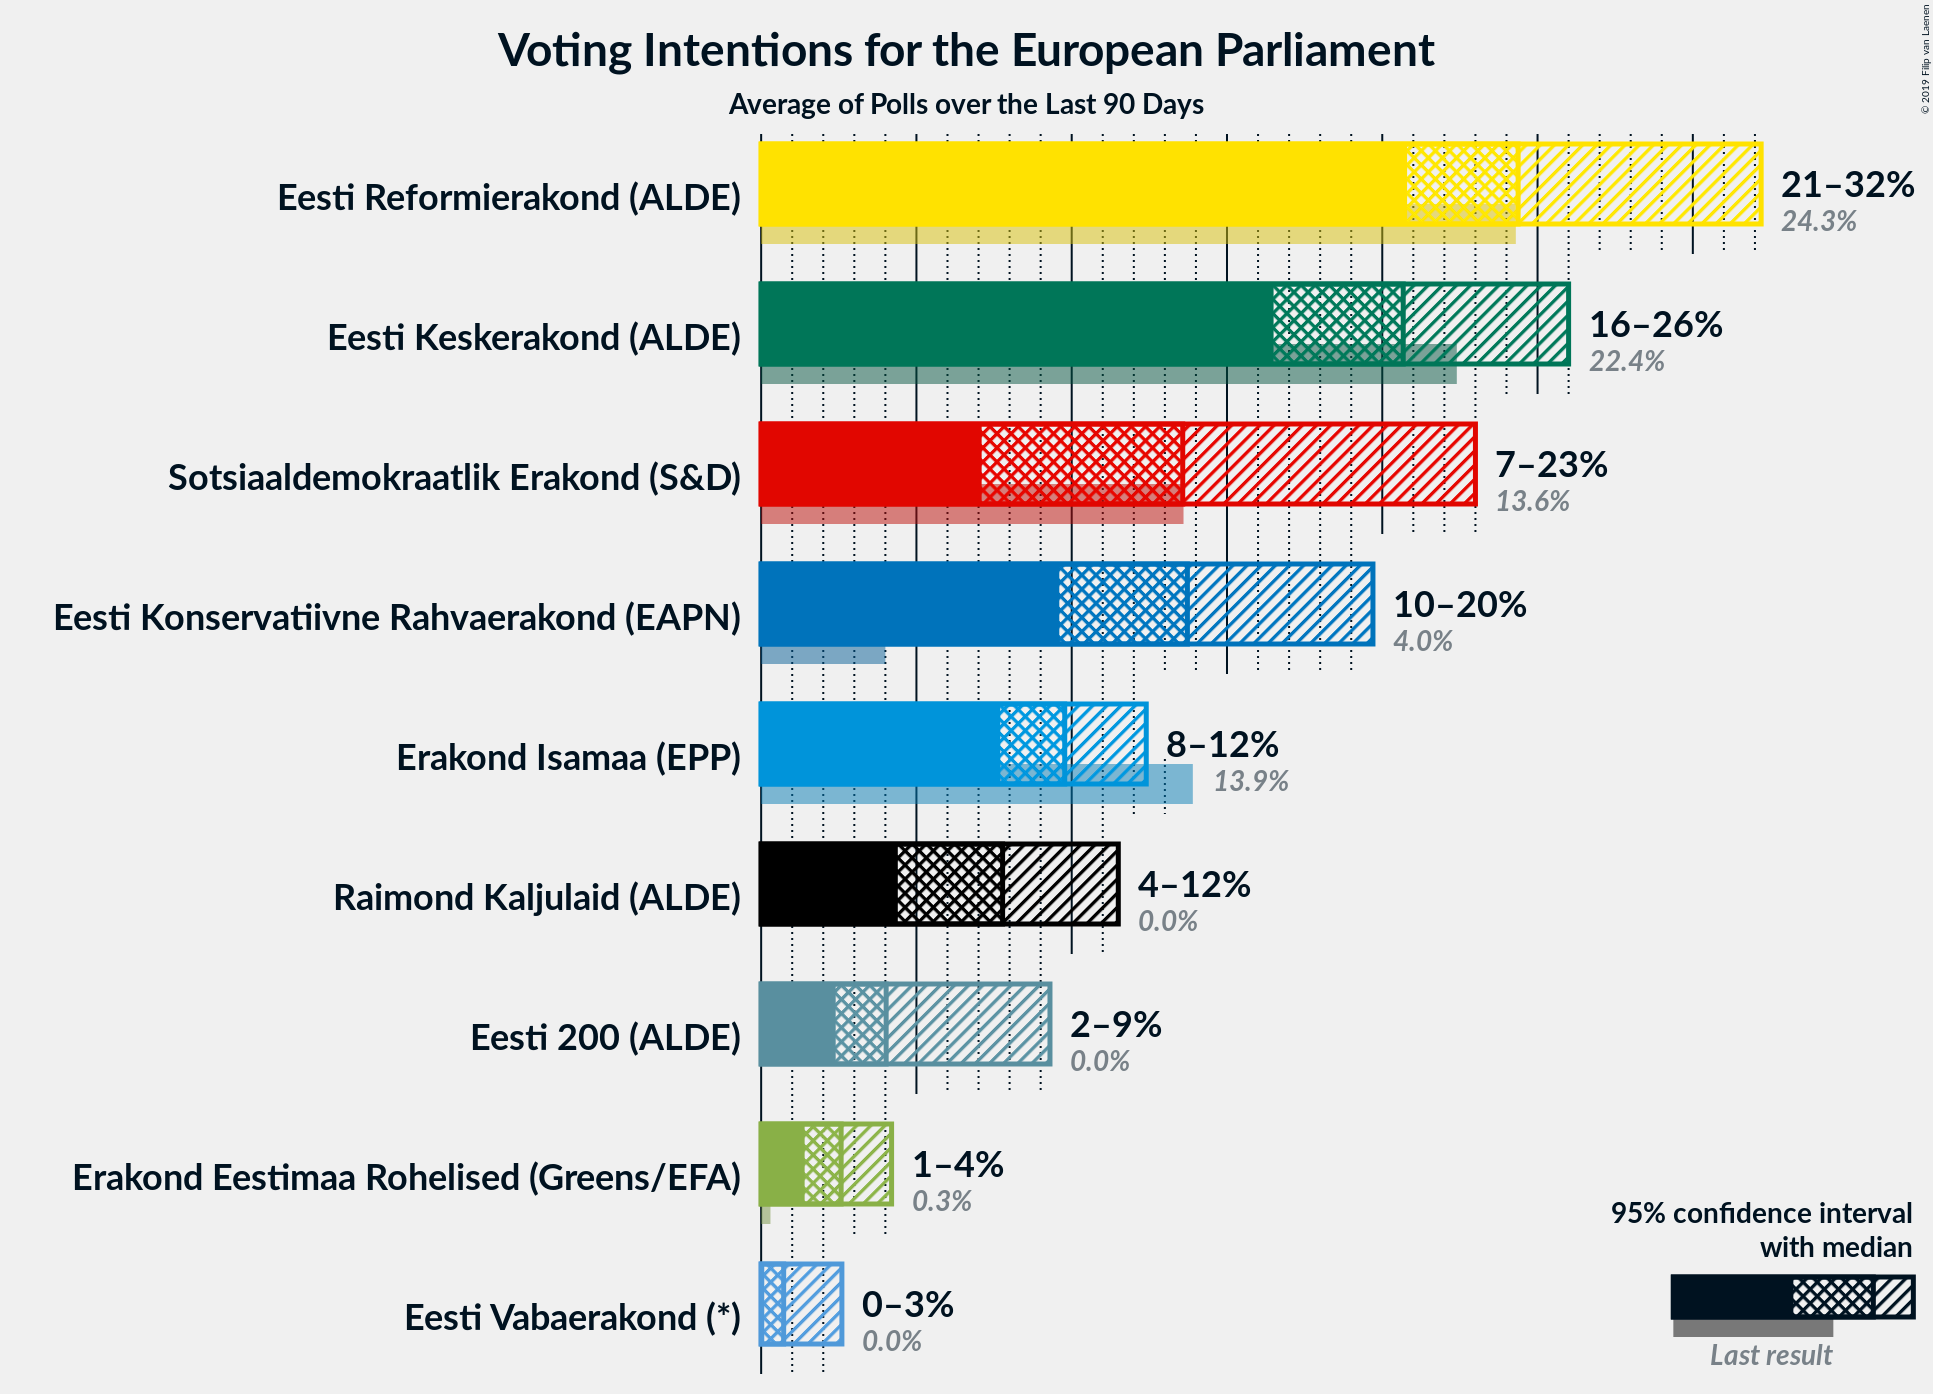 Voting Intentions for the European Parliament
Average of Polls over the Last 90 Days
© 2019 Filip van Laenen
Eesti Reformierakond (ALDE)
21–32%
24.3%
Eesti Keskerakond (ALDE)
16–26%
22.4%
Sotsiaaldemokraatlik Erakond (S&D)
7–23%
13.6%
Eesti Konservatiivne Rahvaerakond (EAPN)
10–20%
4.0%
Erakond Isamaa (EPP)
8–12%
13.9%
Raimond Kaljulaid (ALDE)
4–12%
0.0%
Eesti 200 (ALDE)
2–9%
0.0%
Erakond Eestimaa Rohelised (Greens/EFA)
1–4%
0.3%
Eesti Vabaerakond (*)
0–3%
0.0%
95% confidence interval
with median
Last result